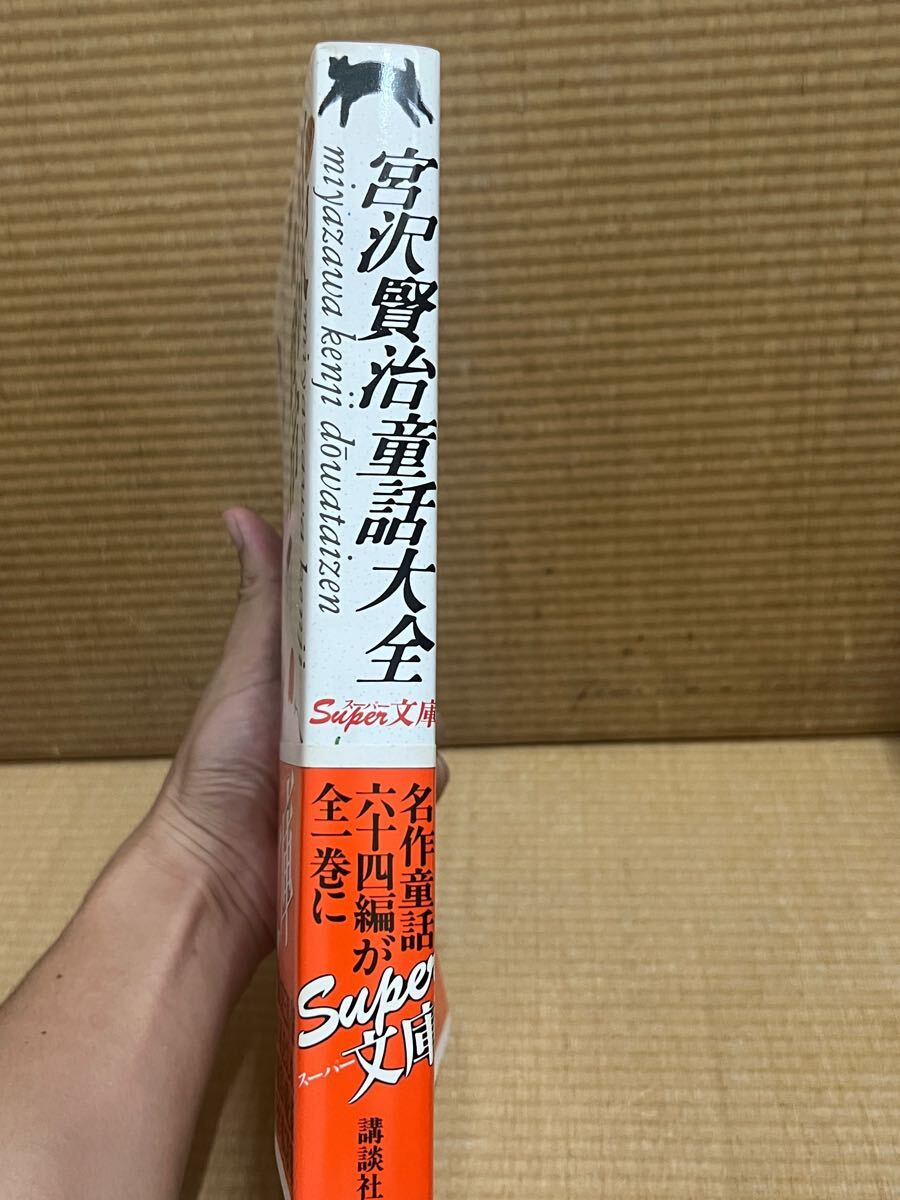 宮沢賢治童話大全
miyazawa kenji dōwataizen
スーパー
Super文庫
名作童話
六十四編が
全一巻に
Super
文庫
スーパー
講談社